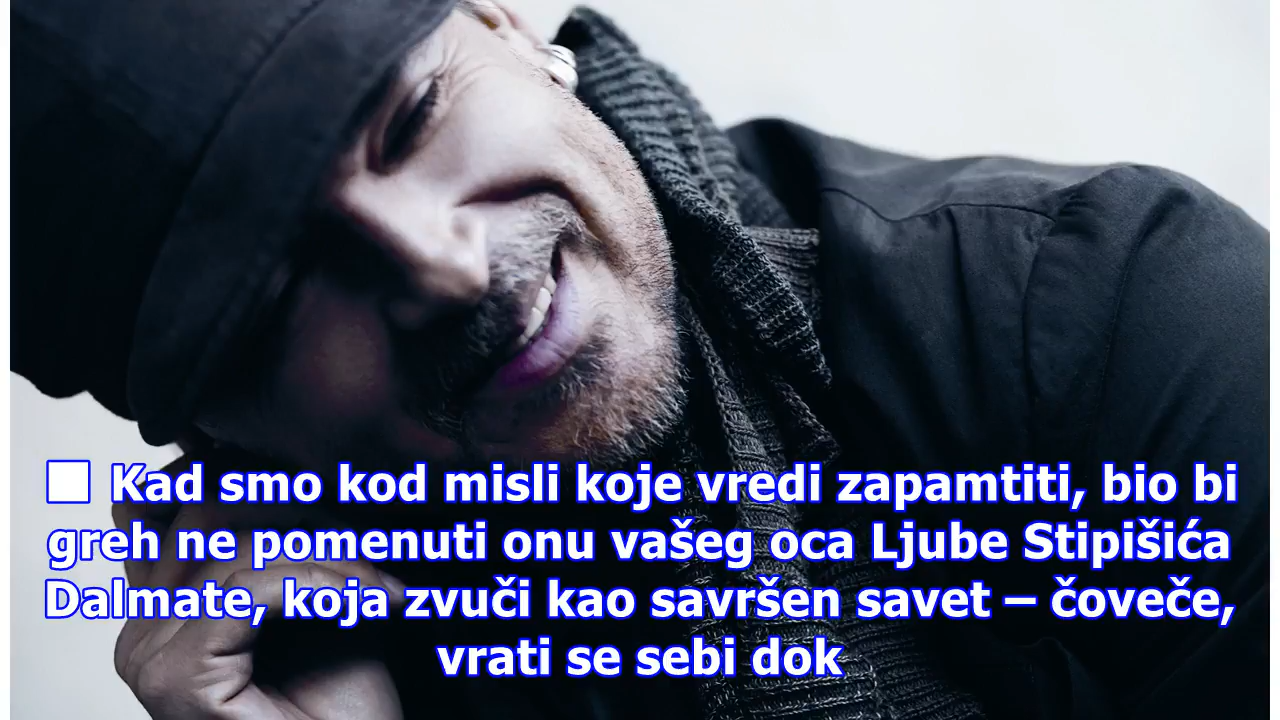 ■ Kad smo kod misli koje vredi zapamtiti, bio bi
greh ne pomenuti onu vašeg oca Ljube Stipišića
Dalmate, koja zvuči kao savršen savet – čoveče,
vrati se sebi dok